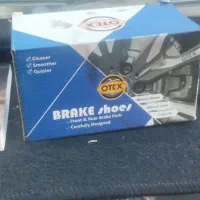 ✓ Cleaner
✓ Smoother
✓ Quieter
OTEX
OTEX
BRAKE shoes
- Front & Rear Brake Pads
- Carefully Designed